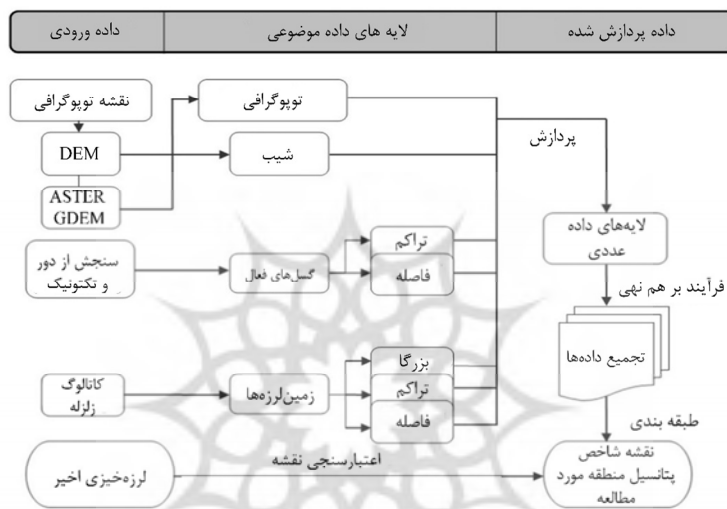 داده ورودی
لایه های داده موضوعی
داده پردازش شده
نقشه توپوگرافی
توپوگرافی
DEM
شیب
پردازش
ASTER
GDEM
لایه‌های داده
عددی
سنجش از دور
و تکتونیک
گسل‌های فعال
تراکم
فاصله
فرآیند بر هم نهی
تجمیع داده‌ها
کاتالوگ
زلزله
زمین‌لرزه‌ها
بزرگا
تراکم
فاصله
طبقه بندی
لرزه‌خیزی اخیر
اعتبارسنجی نقشه
نقشه شاخص
پتانسیل منطقه مورد
مطالعه